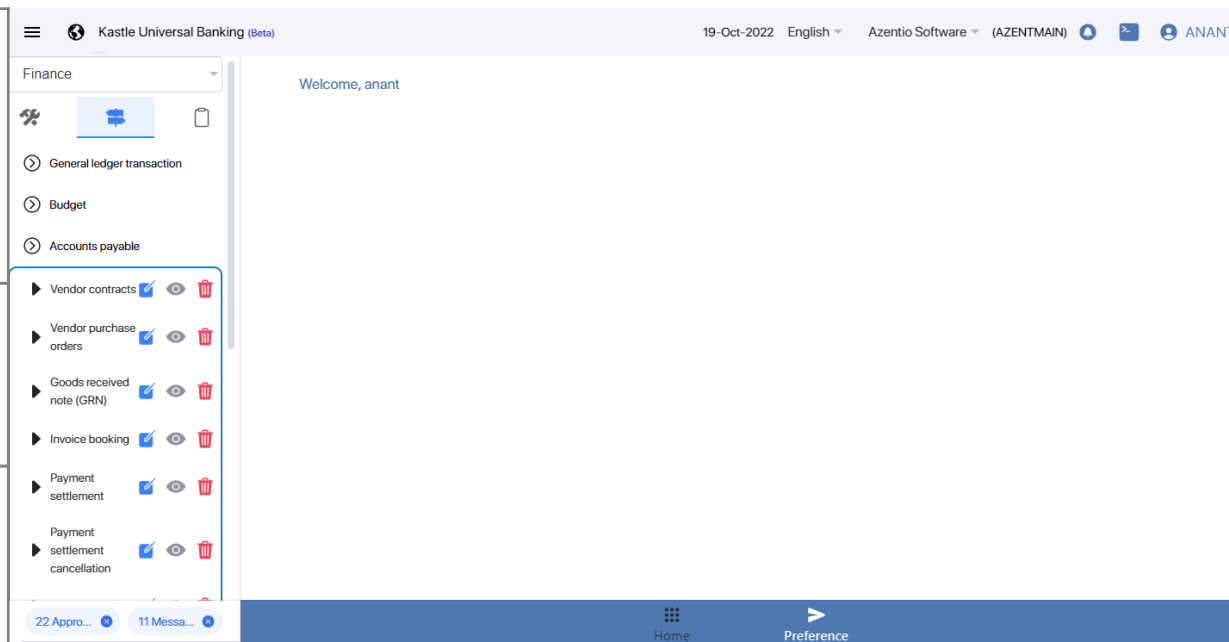 Kastle Universal Banking (Beta)
19-Oct-2022 English Azentio Software (AZENTMAIN) ANANT
Finance
Welcome, anant
General ledger transaction
Budget
Accounts payable
Vendor contracts
Vendor purchase
orders
Goods received
note (GRN)
Invoice booking
Payment
settlement
Payment
settlement
cancellation
22 Appro... 11 Messa...
Home
Preference